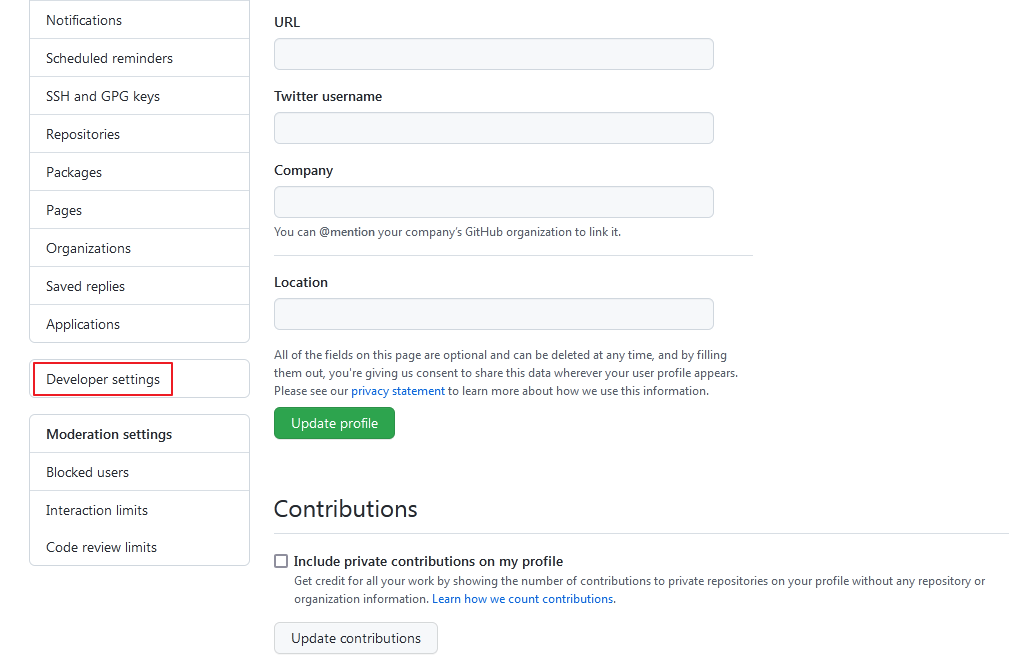 Notifications
Scheduled reminders
SSH and GPG keys
Repositories
Packages
Pages
Organizations
Saved replies
Applications
Developer settings
Moderation settings
Blocked users
Interaction limits
Code review limits
URL
Twitter username
Company
You can @mention your company's GitHub organization to link it.
Location
All of the fields on this page are optional and can be deleted at any time, and by filling
them out, you're giving us consent to share this data wherever your user profile appears.
Please see our privacy statement to learn more about how we use this information.
Update profile
Contributions
Include private contributions on my profile
Get credit for all your work by showing the number of contributions to private repositories on your profile without any repository or
organization information. Learn how we count contributions.
Update contributions